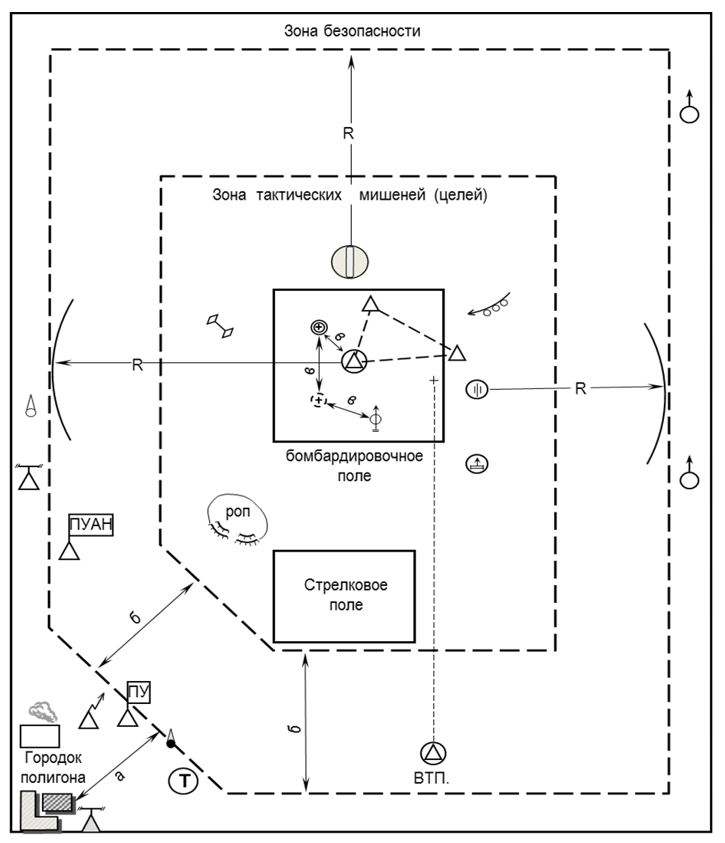 Зона безопасности
R
Зона тактических мишеней (целей)
R
в
в
в
R
бомбардировочное
поле
роп
ПУАН
Стрелковое
поле
б
ПУ
б
Городок
полигона
а
Т
ВТП.